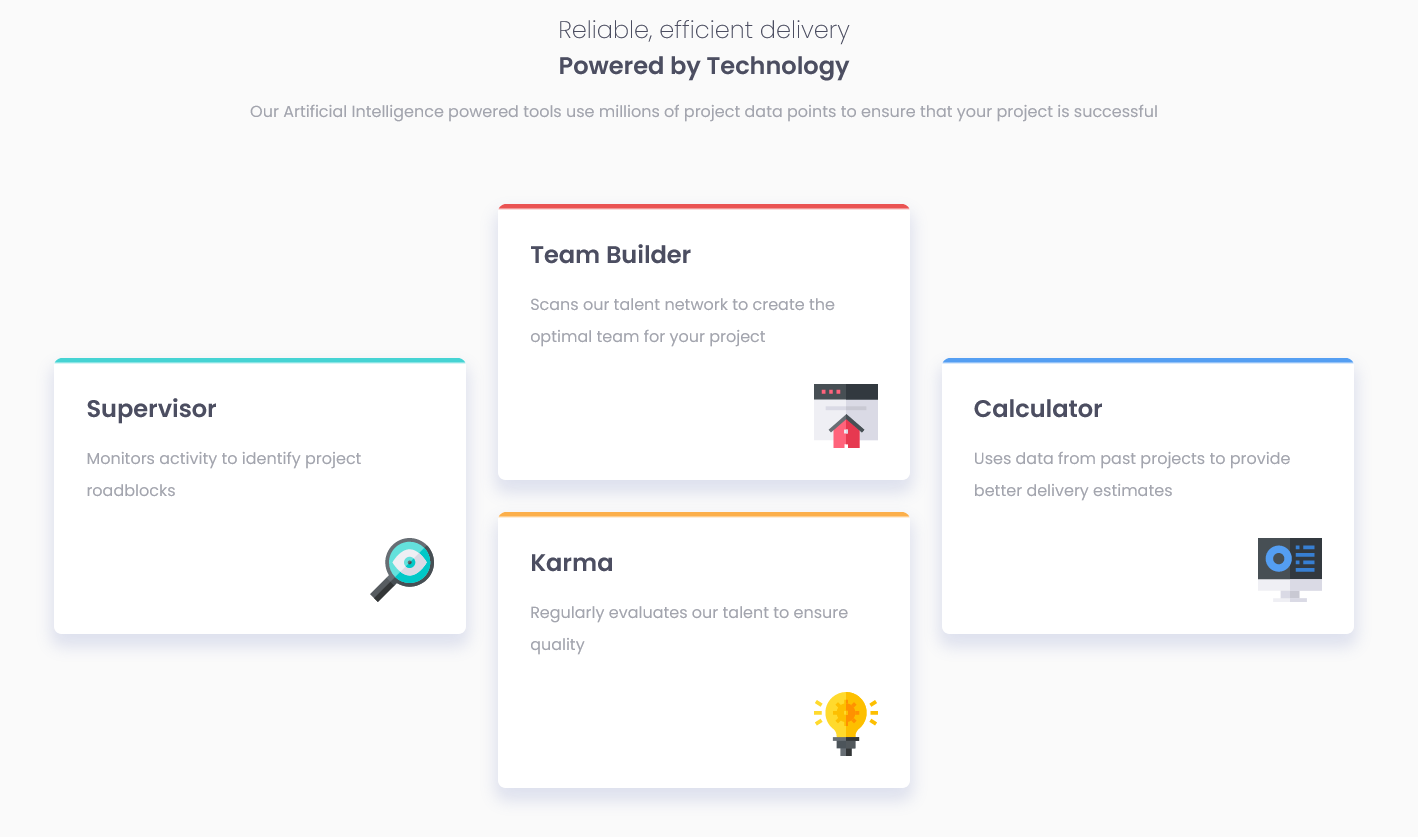 Reliable, efficient delivery
Powered by Technology
Our Artificial Intelligence powered tools use millions of project data points to ensure that your project is successful
Supervisor
Monitors activity to identify project
roadblocks
Team Builder
Scans our talent network to create the
optimal team for your project
Karma
Regularly evaluates our talent to ensure
quality
Calculator
Uses data from past projects to provide
better delivery estimates